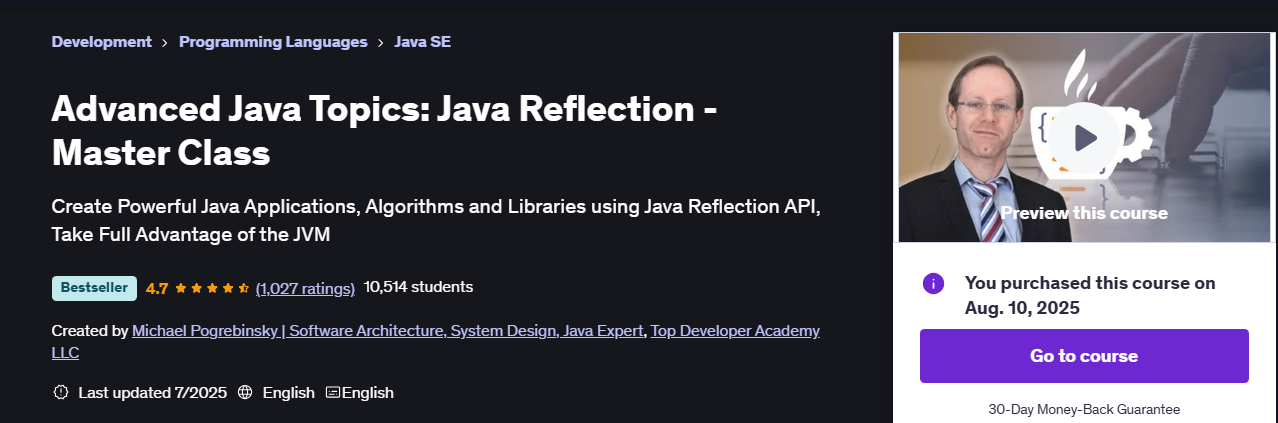 Development > Programming Languages > Java SE
Advanced Java Topics: Java Reflection -
Master Class
Create Powerful Java Applications, Algorithms and Libraries using Java Reflection API,
Take Full Advantage of the JVM
Bestseller 4.7 (1,027 ratings) 10,514 students
Created by Michael Pogrebinsky | Software Architecture, System Design, Java Expert, Top Developer Academy
LLC
Last updated 7/2025 English English
Preview this course
You purchased this course on
Aug. 10, 2025
Go to course
30-Day Money-Back Guarantee